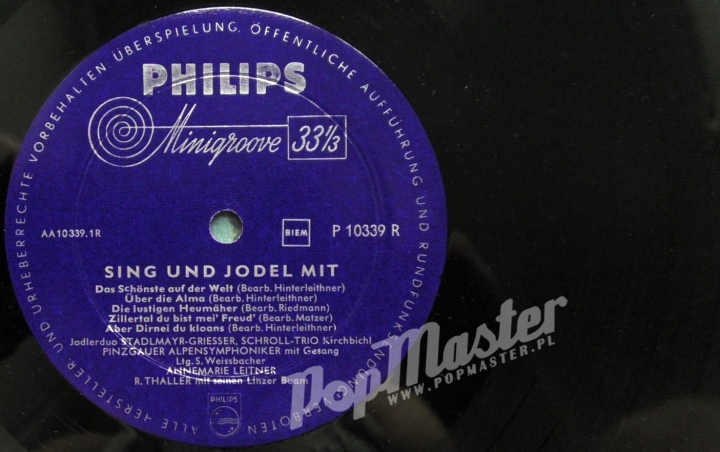 ALLE HERSTELLER- UND URHEBERRECHTE VORBEHALTEN. ÜBERSPIELUNG, ÖFFENTLICHE AUFFÜHRUNG UND RUNDFUNKSENDUNG VERBOTEN
PHILIPS
Minigroove 33⅓
AA10339.1R
BIEM
P 10339 R
SING UND JODEL MIT
Das Schönste auf der Welt (Bearb. Hinterleithner)
Über die Alma (Bearb. Hinterleithner)
Die lustigen Heumäher (Bearb. Riedmann)
Zillertal du bist mei' Freud' (Bearb. Matzer)
Aber Dirnei du kloans (Bearb. Hinterleithner)
Jodlerduo STADLMAYR-GRIESSER, SCHROLL-TRIO Kirchbichl
PINZGAUER ALPENSYMPHONIKER mit Gesang
Ltg. S. Weissbacher
ANNEMARIE LEITNER
R. THALLER mit seinen Linzer Buam
PHILIPS
PopMaster
WWW.POPMASTER.PL